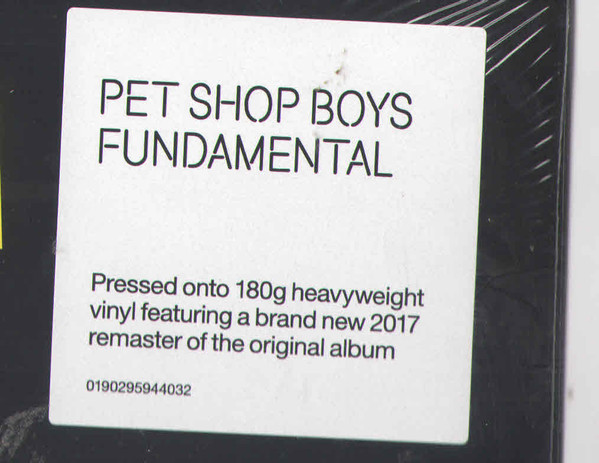 PET SHOP BOYS
FUNDAMENTAL
Pressed onto 180g heavyweight
vinyl featuring a brand new 2017
remaster of the original album
0190295944032